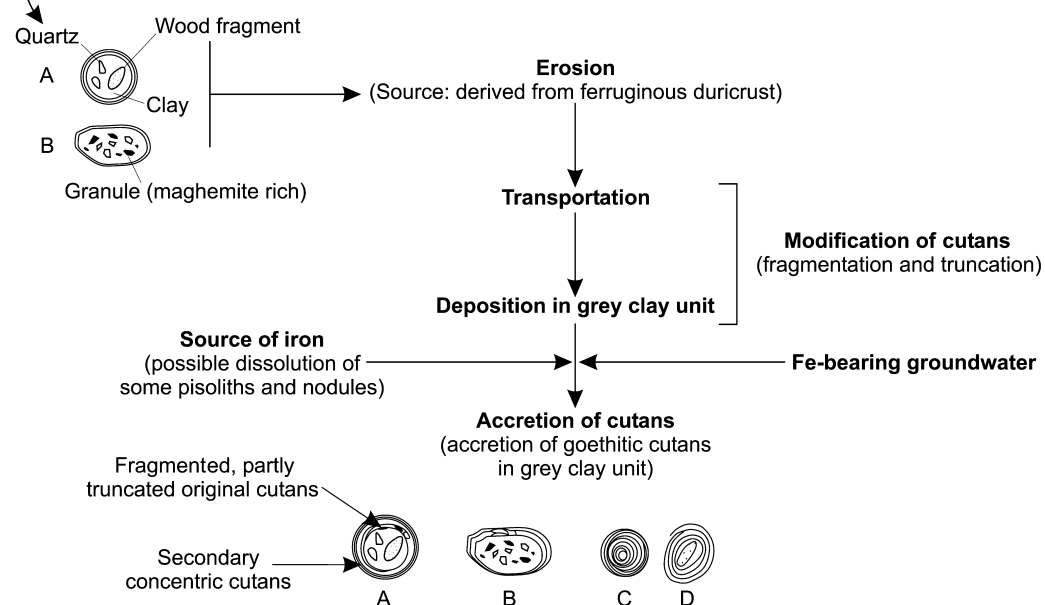 Quartz
Wood fragment
A
Clay
B
Granule (maghemite rich)
Erosion
(Source: derived from ferruginous duricrust)
Transportation
Modification of cutans
(fragmentation and truncation)
Deposition in grey clay unit
Source of iron
(possible dissolution of
some pisoliths and nodules)
Fe-bearing groundwater
Accretion of cutans
(accretion of goethitic cutans
in grey clay unit)
Fragmented, partly
truncated original cutans
Secondary
concentric cutans
A
B
C
D